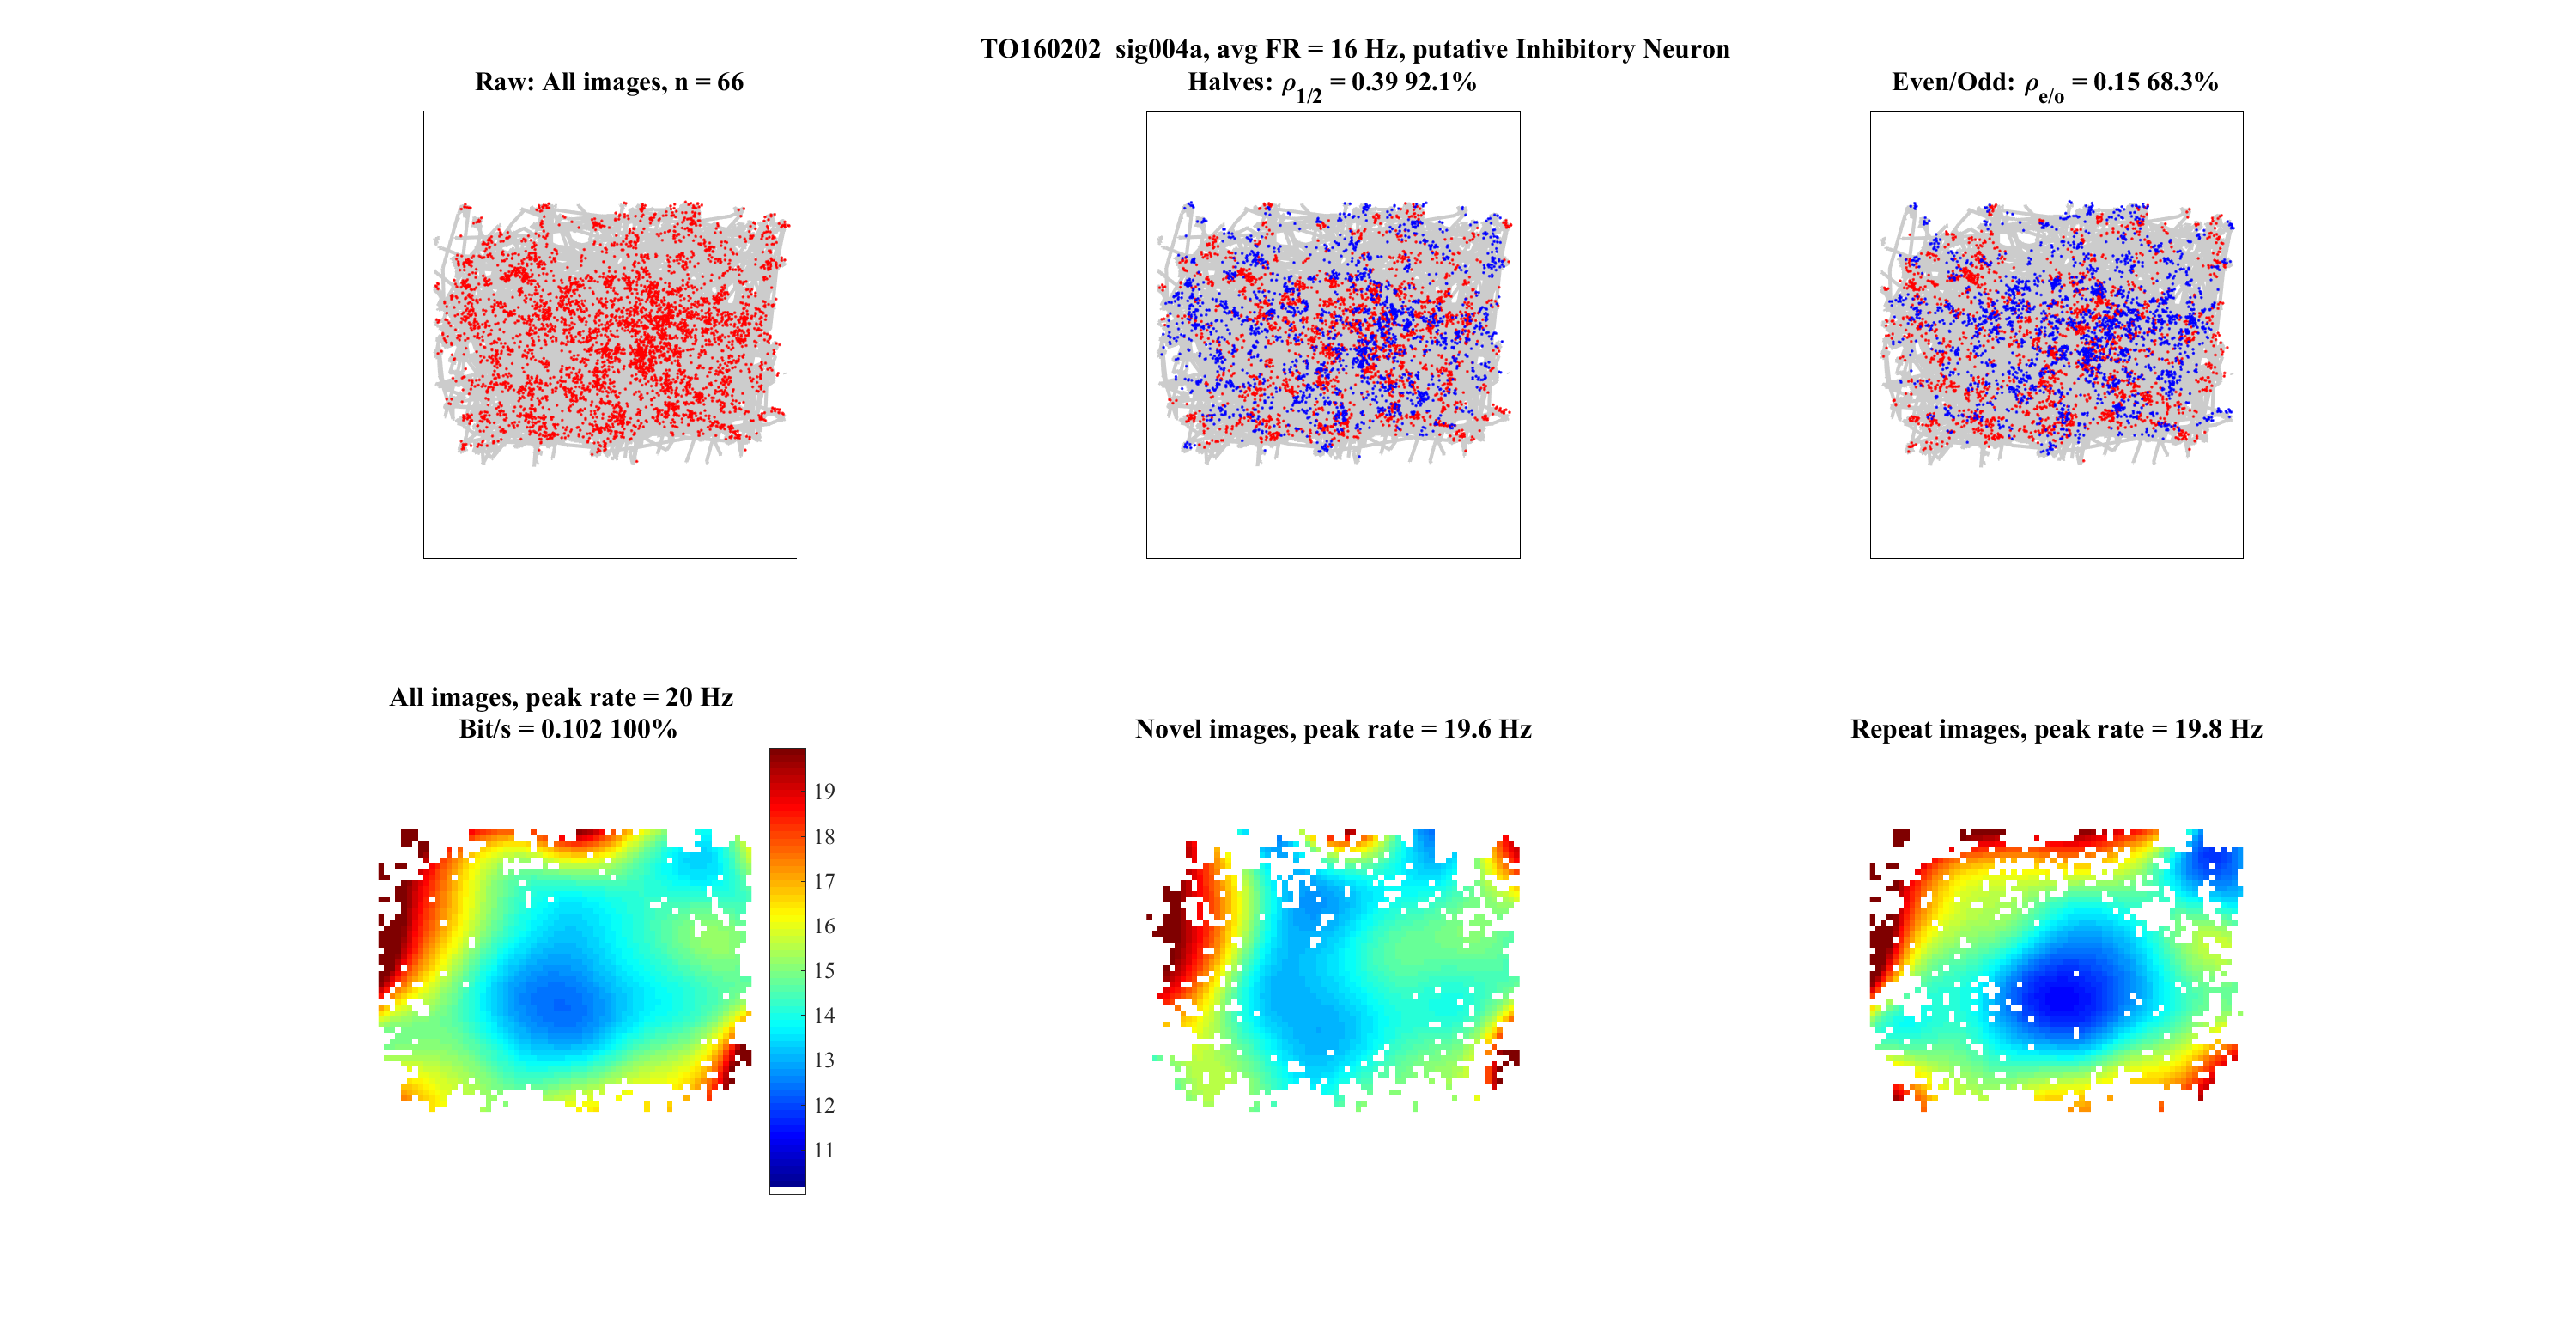 TO160202  sig004a, avg FR = 16 Hz, putative Inhibitory Neuron
Raw: All images, n = 66
Halves: ρ1/2 = 0.39 92.1%
Even/Odd: ρe/o = 0.15 68.3%
All images, peak rate = 20 Hz
Bit/s = 0.102 100%
Novel images, peak rate = 19.6 Hz
Repeat images, peak rate = 19.8 Hz
19
18
17
16
15
14
13
12
11